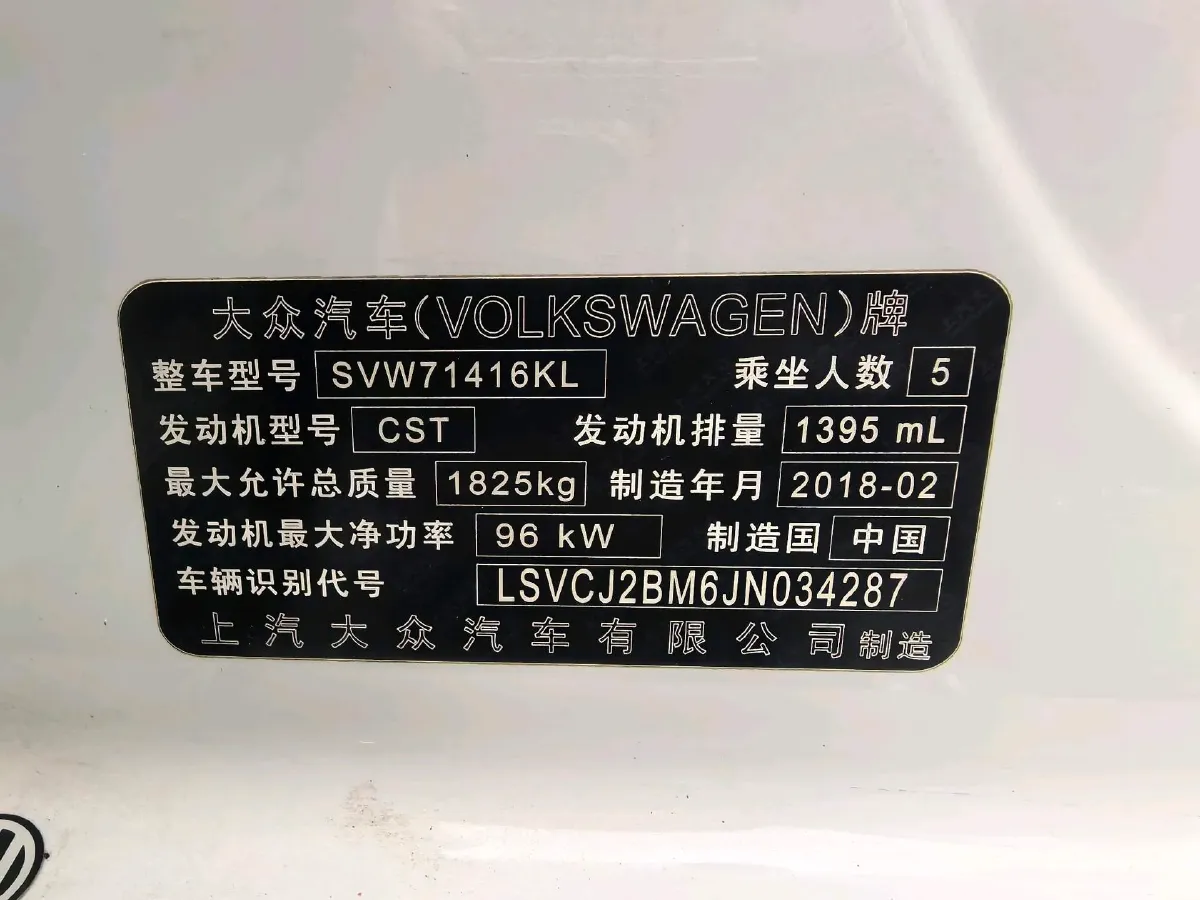 大众汽车(VOLKSWAGEN)牌
整车型号 SVW71416KL 乘坐人数 5
发动机型号 CST 发动机排量 1395 mL
最大允许总质量 1825kg 制造年月 2018-02
发动机最大净功率 96 kW 制造国 中国
车辆识别代号 LSVCJ2BM6JN034287
上汽大众汽车有限公司制造